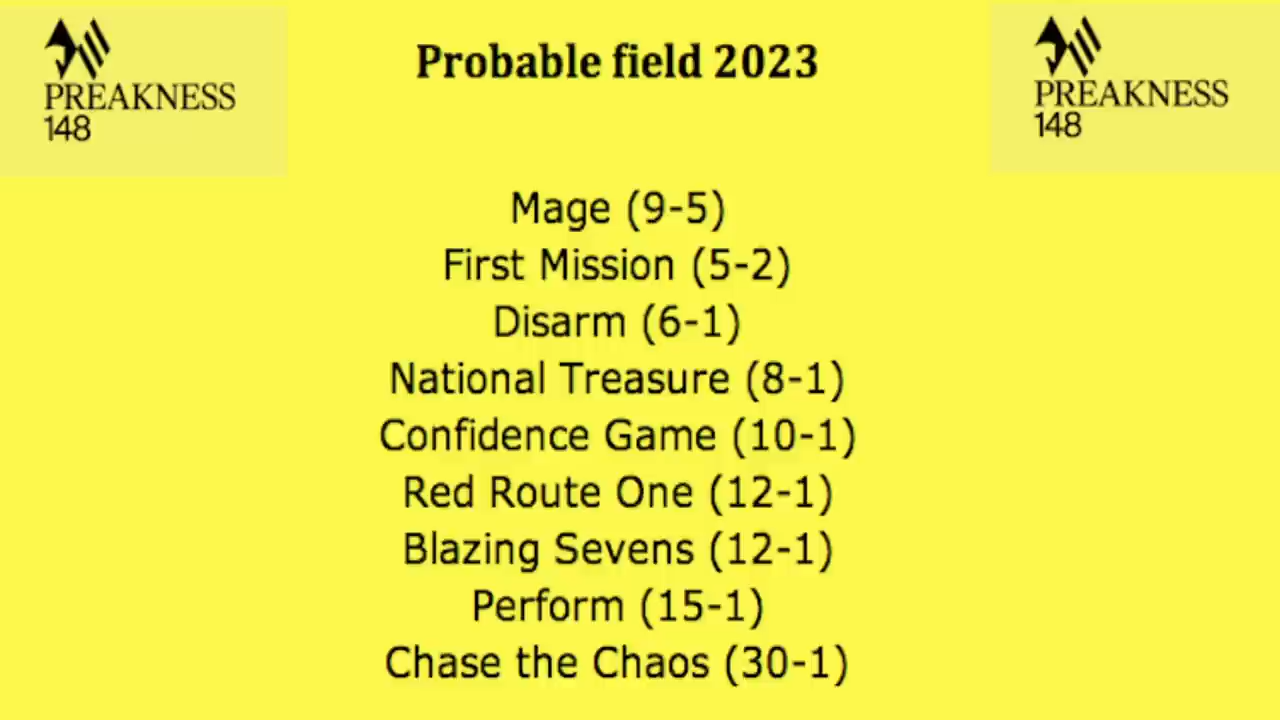 PREAKNESS
148
Probable field 2023
PREAKNESS
148
Mage (9-5)
First Mission (5-2)
Disarm (6-1)
National Treasure (8-1)
Confidence Game (10-1)
Red Route One (12-1)
Blazing Sevens (12-1)
Perform (15-1)
Chase the Chaos (30-1)